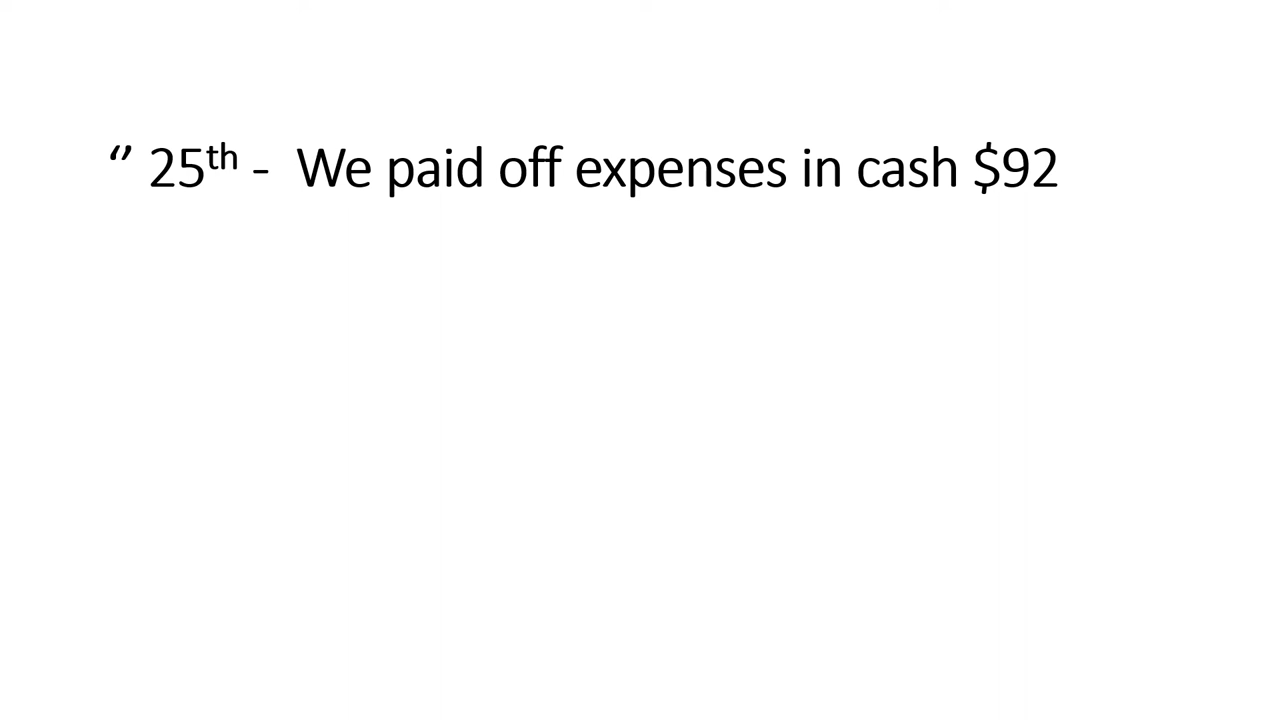 ‘’ 25th -  We paid off expenses in cash $92